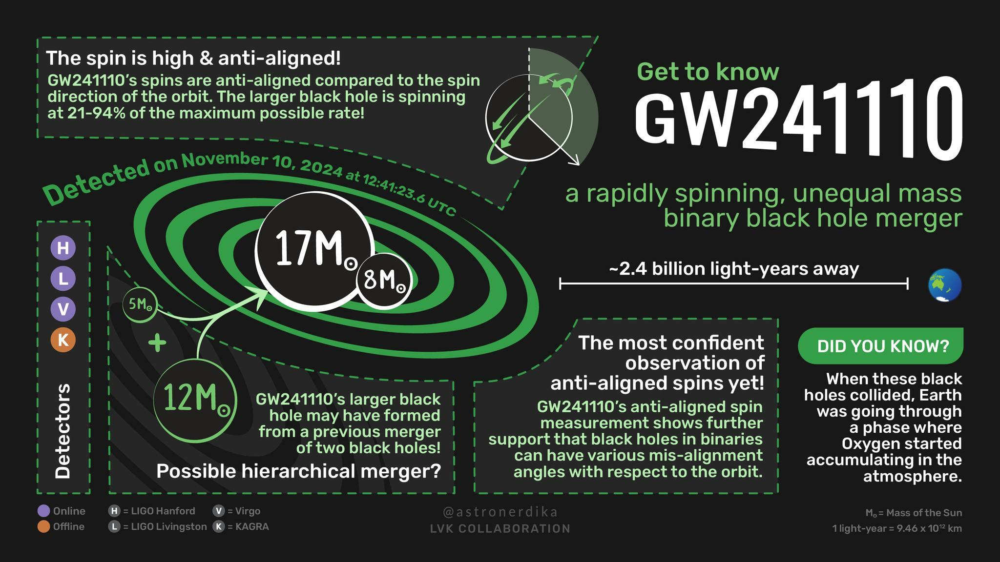 The spin is high & anti-aligned!
GW241110's spins are anti-aligned compared to the spin
direction of the orbit. The larger black hole is spinning
at 21-94% of the maximum possible rate!
Get to know
GW241110
a rapidly spinning, unequal mass
binary black hole merger
Detected on November 10, 2024 at 12:41:23.6 UTC
17M☉
8M☉
~2.4 billion light-years away
H
L
V
K
Detectors
5M☉
+
12M☉
GW241110's larger black
hole may have formed
from a previous merger
of two black holes!
Possible hierarchical merger?
The most confident
observation of
anti-aligned spins yet!
GW241110's anti-aligned spin
measurement shows further
support that black holes in binaries
can have various mis-alignment
angles with respect to the orbit.
DID YOU KNOW?
When these black
holes collided, Earth
was going through
a phase where
Oxygen started
accumulating in the
atmosphere.
Online
Offline
H = LIGO Hanford
L = LIGO Livingston
V = Virgo
K = KAGRA
@astronerdika
LVK COLLABORATION
M☉ = Mass of the Sun
1 light-year = 9.46 x 10¹² km